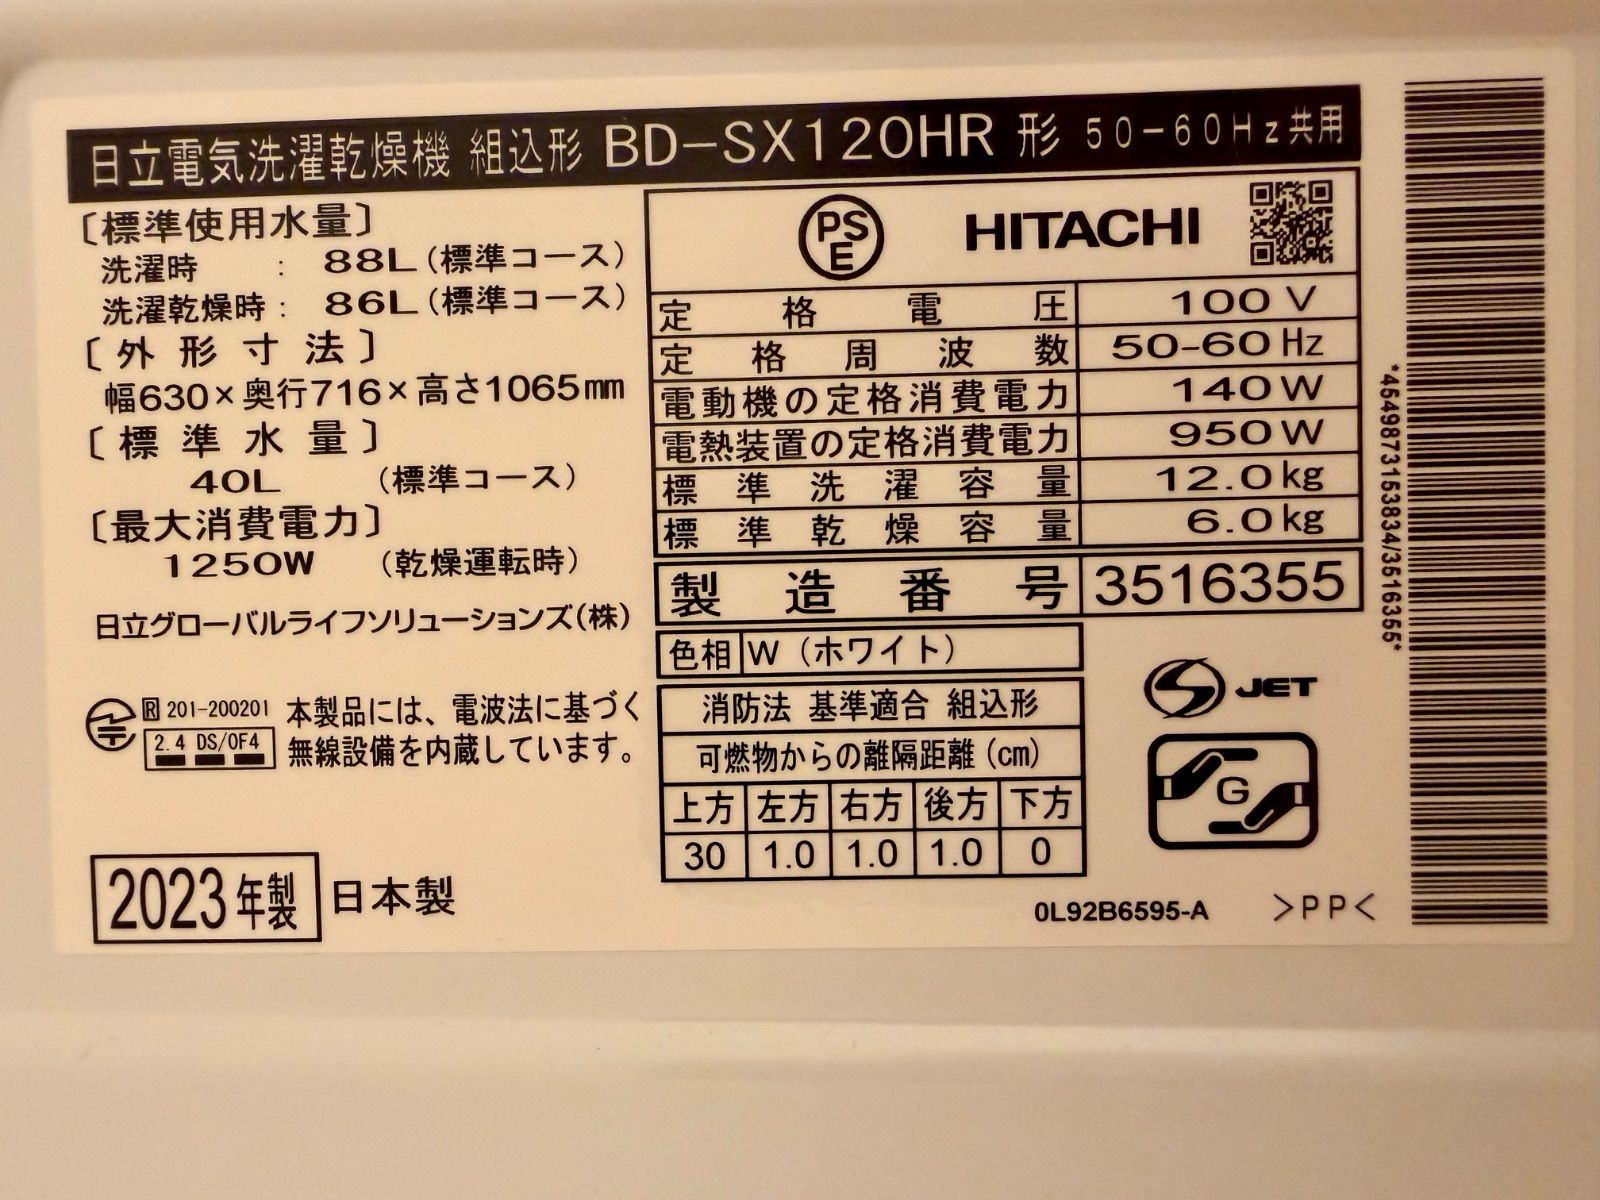 日立電気洗濯乾燥機 組込形 BD-SX120HR 形 50-60Hz共用
〔標準使用水量〕
洗濯時 : 88L(標準コース)
洗濯乾燥時: 86L(標準コース)
〔外形寸法〕
幅630×奥行716×高さ1065mm
〔標準水量〕
40L (標準コース)
〔最大消費電力〕
1250W (乾燥運転時)
日立グローバルライフソリューションズ(株)
R 201-200201
2.4 DS/OF4
本製品には、電波法に基づく
無線設備を内蔵しています。
2023年製 日本製
PSE HITACHI
定格電圧 100V
定格周波数 50-60Hz
電動機の定格消費電力 140W
電熱装置の定格消費電力 950W
標準洗濯容量 12.0kg
標準乾燥容量 6.0kg
製造番号 3516355
色相 W(ホワイト)
消防法 基準適合 組込形
可燃物からの離隔距離(cm)
上方 左方 右方 後方 下方
30 1.0 1.0 1.0 0
S JET
G
0L92B6595-A >PP<
*4549873153834/3516355*